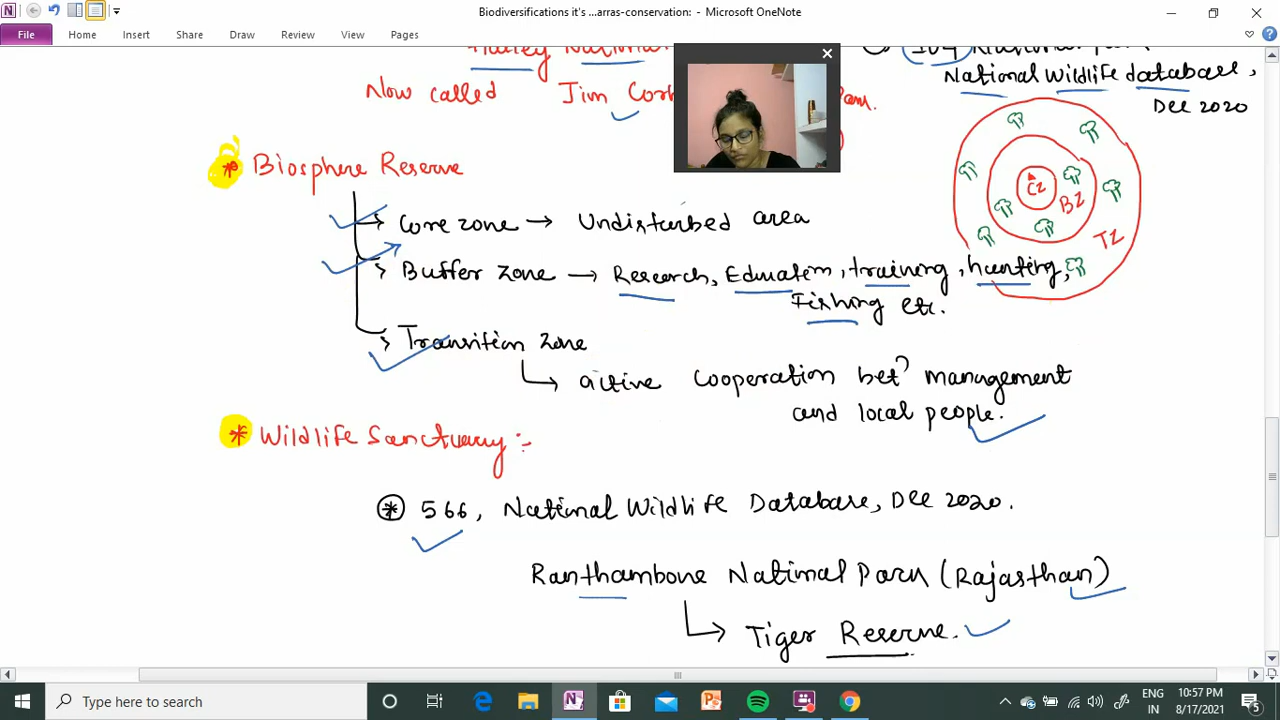 Biodiversifications it's ...arras-conservation: - Microsoft OneNote
File Home Insert Share Draw Review View Pages
National
National Wildlife database,
Now called Jim
Dec 2020
* Biosphere Reserve
Core zone → Undisturbed area
CZ
BZ
TZ
Buffer zone → Research, Education, training, hunting,
Fishing etc.
Transition zone
active cooperation betn management
and local people.
* Wildlife Sanctuary :-
* 566, National Wildlife Database, Dec 2020.
Ranthambore National Park (Rajasthan)
Tiger Reserve.
Type here to search
ENG
IN
10:57 PM
8/17/2021
5